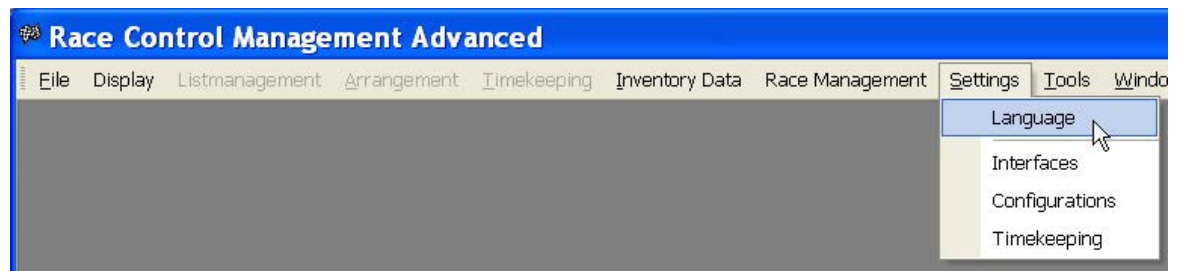 Race Control Management Advanced
File Display Listmanagement Arrangement Timekeeping Inventory Data Race Management Settings Tools Windo
Language
Interfaces
Configurations
Timekeeping